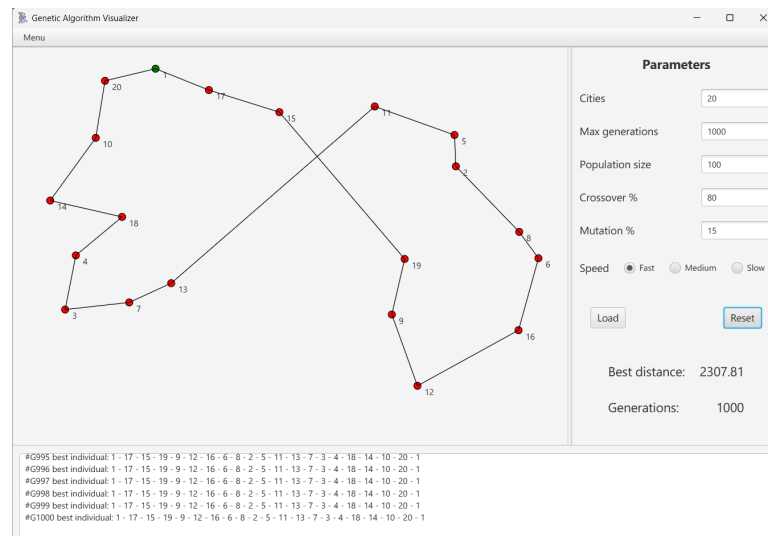 Genetic Algorithm Visualizer
Menu
Parameters
Cities 20
Max generations 1000
Population size 100
Crossover % 80
Mutation % 15
Speed Fast Medium Slow
Load Reset
Best distance: 2307.81
Generations: 1000
1
20
17
15
11
5
10
2
14
18
8
4
19
6
13
7
3
9
16
12
#G995 best individual: 1 - 17 - 15 - 19 - 9 - 12 - 16 - 6 - 8 - 2 - 5 - 11 - 13 - 7 - 3 - 4 - 18 - 14 - 10 - 20 - 1
#G996 best individual: 1 - 17 - 15 - 19 - 9 - 12 - 16 - 6 - 8 - 2 - 5 - 11 - 13 - 7 - 3 - 4 - 18 - 14 - 10 - 20 - 1
#G997 best individual: 1 - 17 - 15 - 19 - 9 - 12 - 16 - 6 - 8 - 2 - 5 - 11 - 13 - 7 - 3 - 4 - 18 - 14 - 10 - 20 - 1
#G998 best individual: 1 - 17 - 15 - 19 - 9 - 12 - 16 - 6 - 8 - 2 - 5 - 11 - 13 - 7 - 3 - 4 - 18 - 14 - 10 - 20 - 1
#G999 best individual: 1 - 17 - 15 - 19 - 9 - 12 - 16 - 6 - 8 - 2 - 5 - 11 - 13 - 7 - 3 - 4 - 18 - 14 - 10 - 20 - 1
#G1000 best individual: 1 - 17 - 15 - 19 - 9 - 12 - 16 - 6 - 8 - 2 - 5 - 11 - 13 - 7 - 3 - 4 - 18 - 14 - 10 - 20 - 1